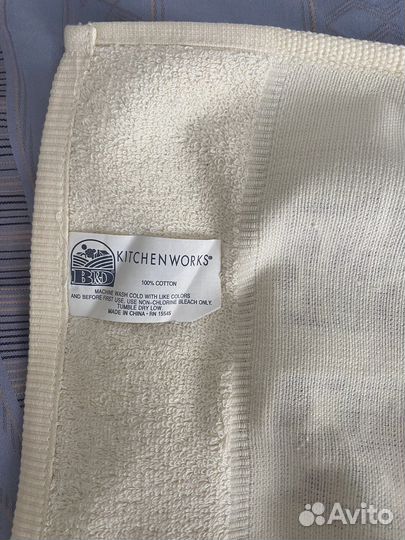 KITCHENWORKS®
B&D
100% COTTON
MACHINE WASH COLD WITH LIKE COLORS
AND BEFORE FIRST USE, USE NON-CHLORINE BLEACH ONLY,
TUMBLE DRY LOW,
MADE IN CHINA • RN 15545
Avito